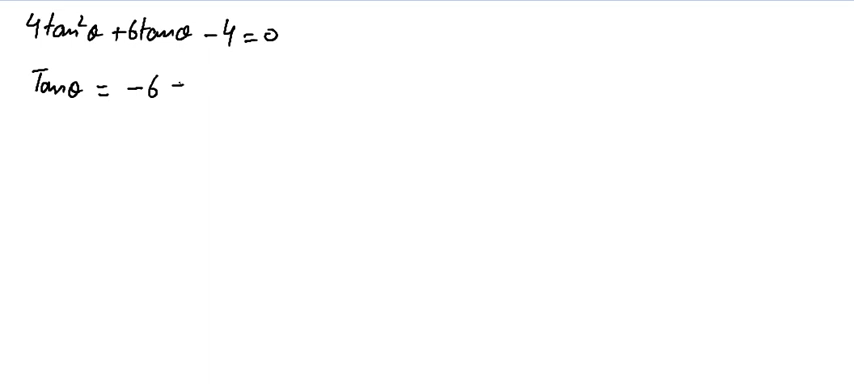 4tan²θ + 6tanθ - 4 = 0
Tanθ = -6 -